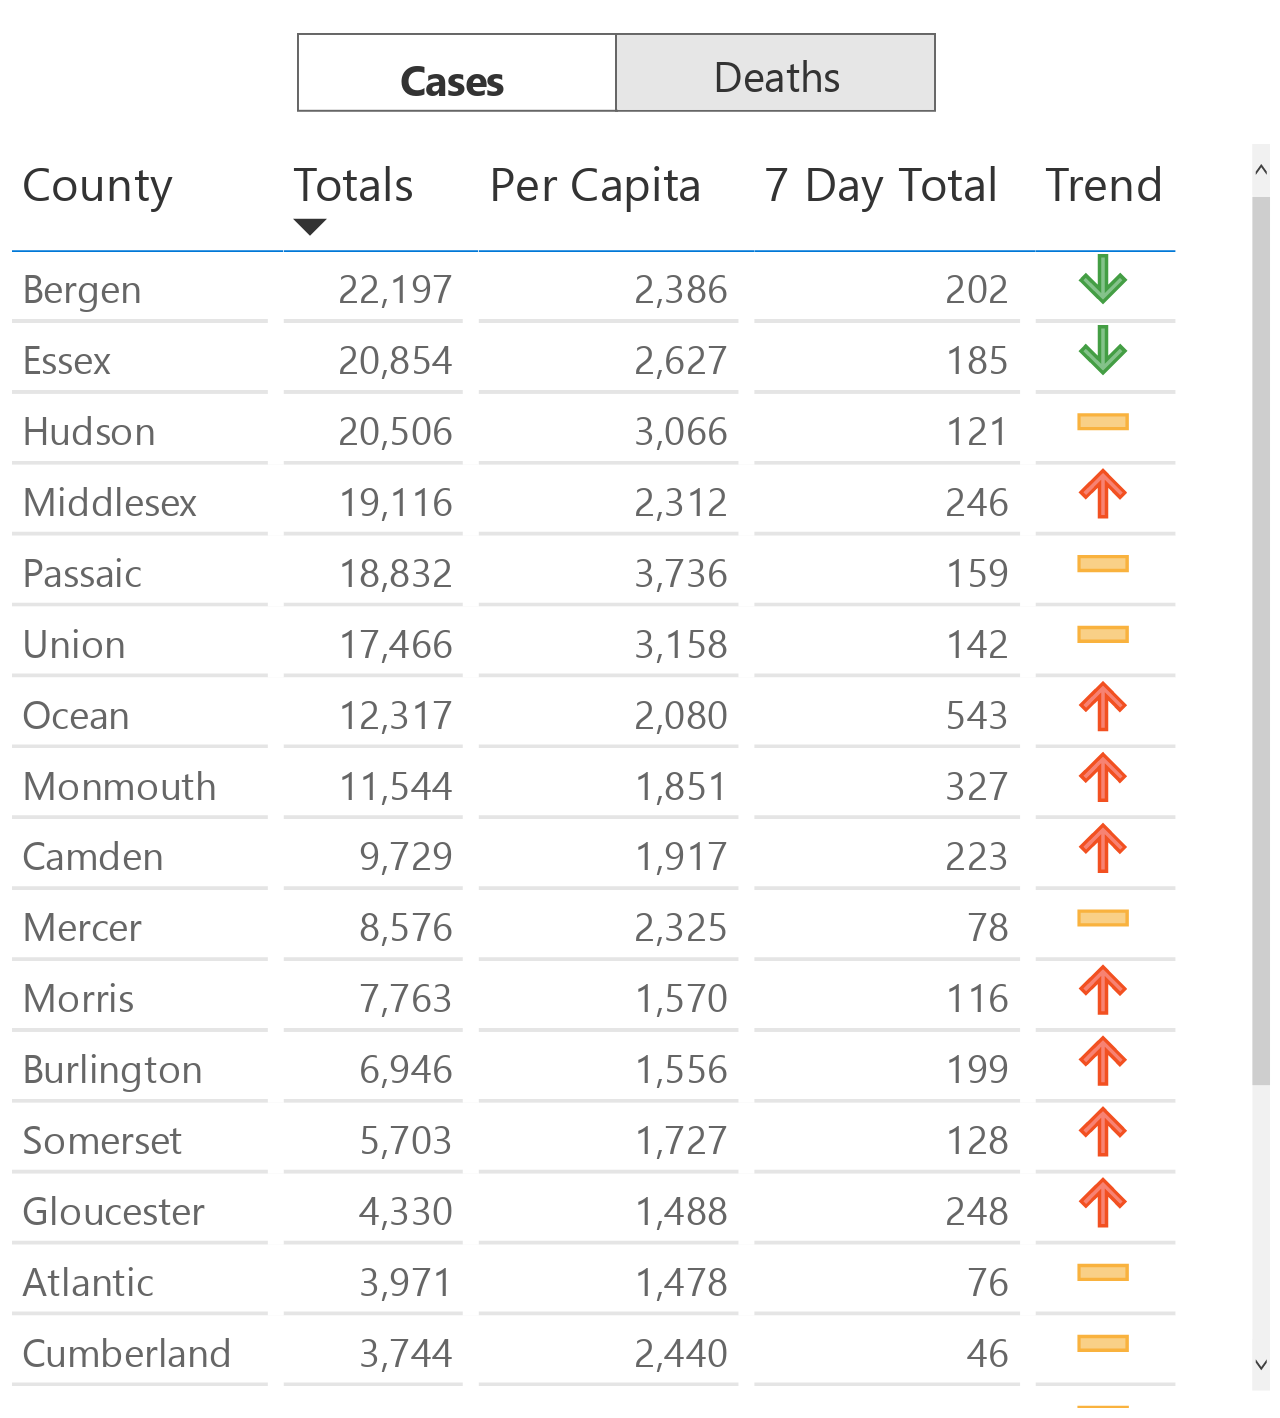 Cases Deaths
County Totals Per Capita 7 Day Total Trend
Bergen 22,197 2,386 202
Essex 20,854 2,627 185
Hudson 20,506 3,066 121
Middlesex 19,116 2,312 246
Passaic 18,832 3,736 159
Union 17,466 3,158 142
Ocean 12,317 2,080 543
Monmouth 11,544 1,851 327
Camden 9,729 1,917 223
Mercer 8,576 2,325 78
Morris 7,763 1,570 116
Burlington 6,946 1,556 199
Somerset 5,703 1,727 128
Gloucester 4,330 1,488 248
Atlantic 3,971 1,478 76
Cumberland 3,744 2,440 46